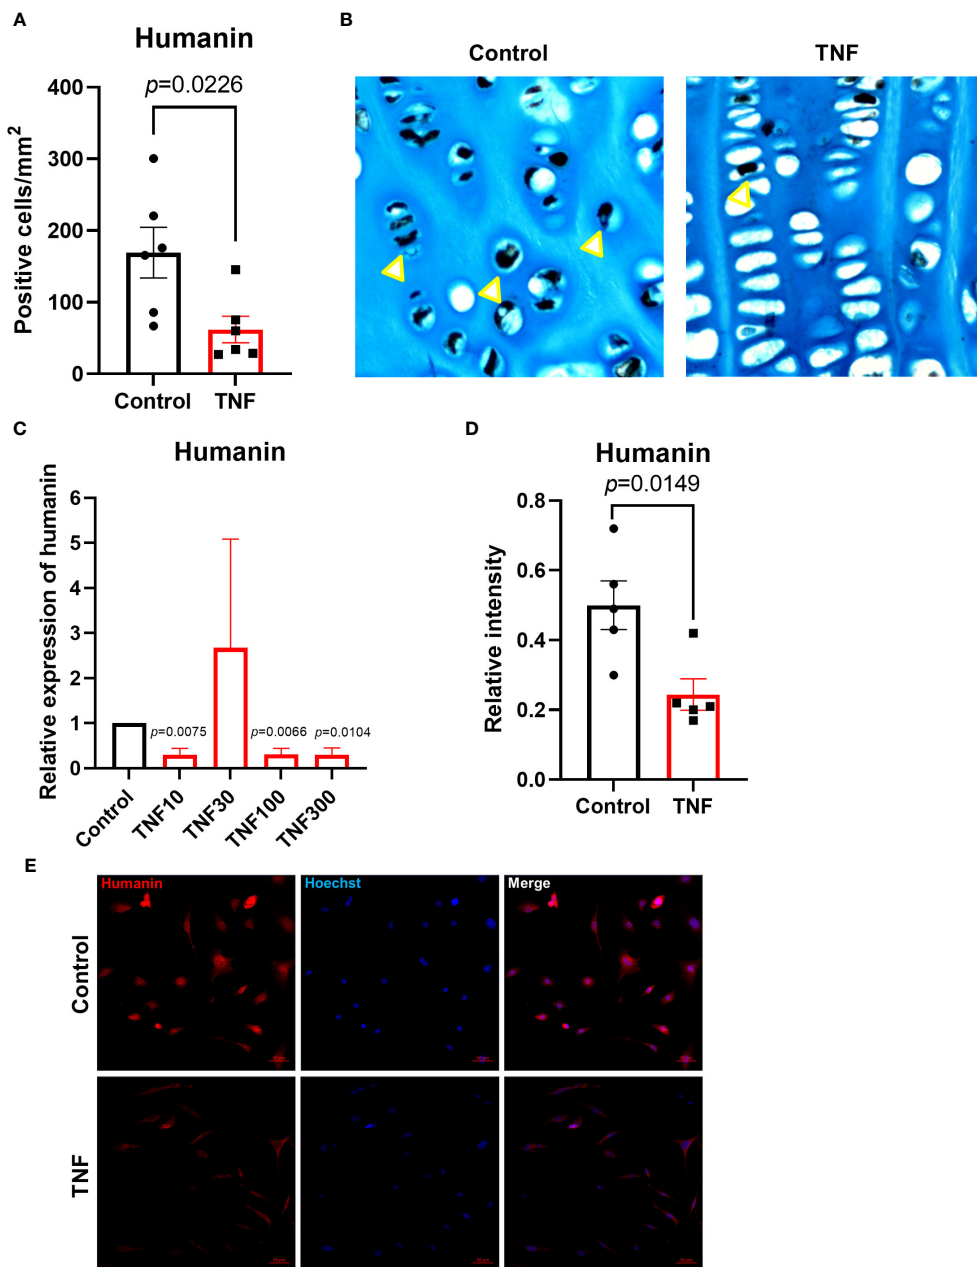 A
Humanin
p=0.0226
Positive cells/mm2
400
300
200
100
0
Control
TNF
B
Control
TNF
C
Humanin
Relative expression of humanin
6
5
4
3
2
1
0
p=0.0075
p=0.0066
p=0.0104
Control
TNF10
TNF30
TNF100
TNF300
D
Humanin
p=0.0149
Relative intensity
0.8
0.6
0.4
0.2
0.0
Control
TNF
E
Humanin
Hoechst
Merge
Control
TNF